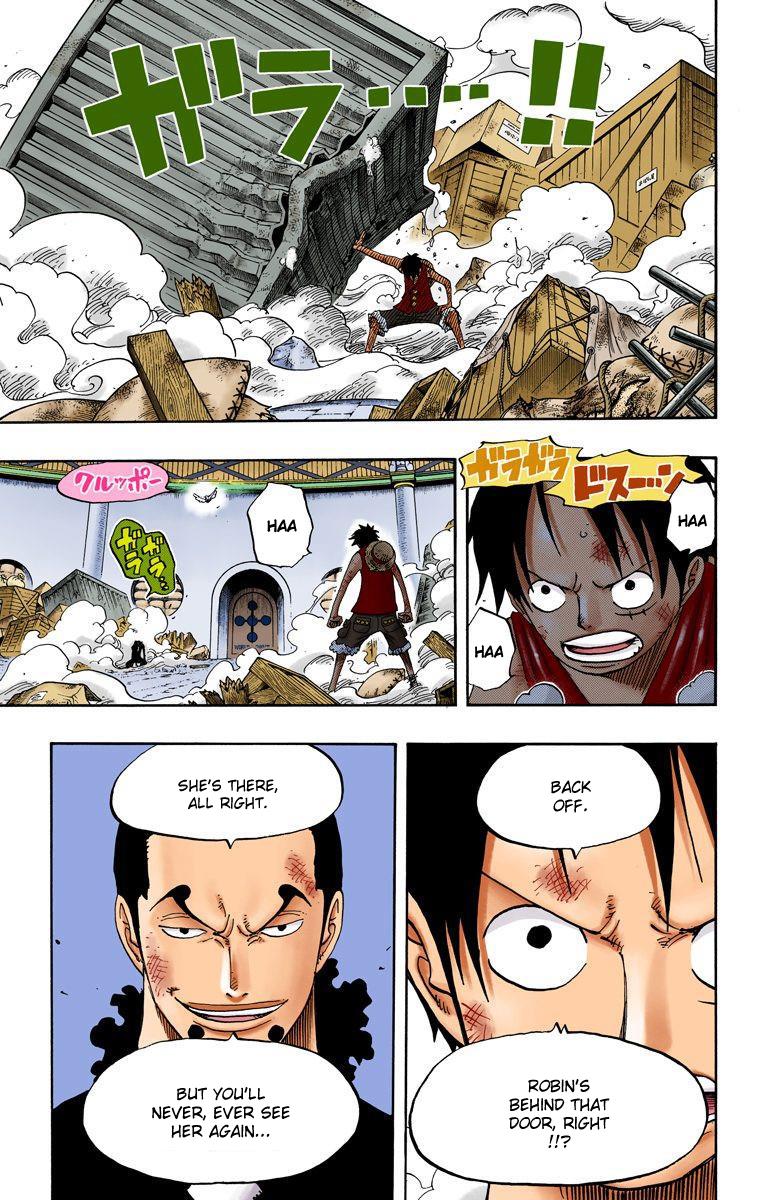 ガラ・・・・!!
HAA
ガラガラ
ドスーン
HAA
クルッポー
HAA
ガラ
ガラ・・・
BACK
OFF.
ROBIN'S
BEHIND THAT
DOOR, RIGHT
!!?
SHE'S THERE,
ALL RIGHT.
BUT YOU'LL
NEVER, EVER SEE
HER AGAIN...